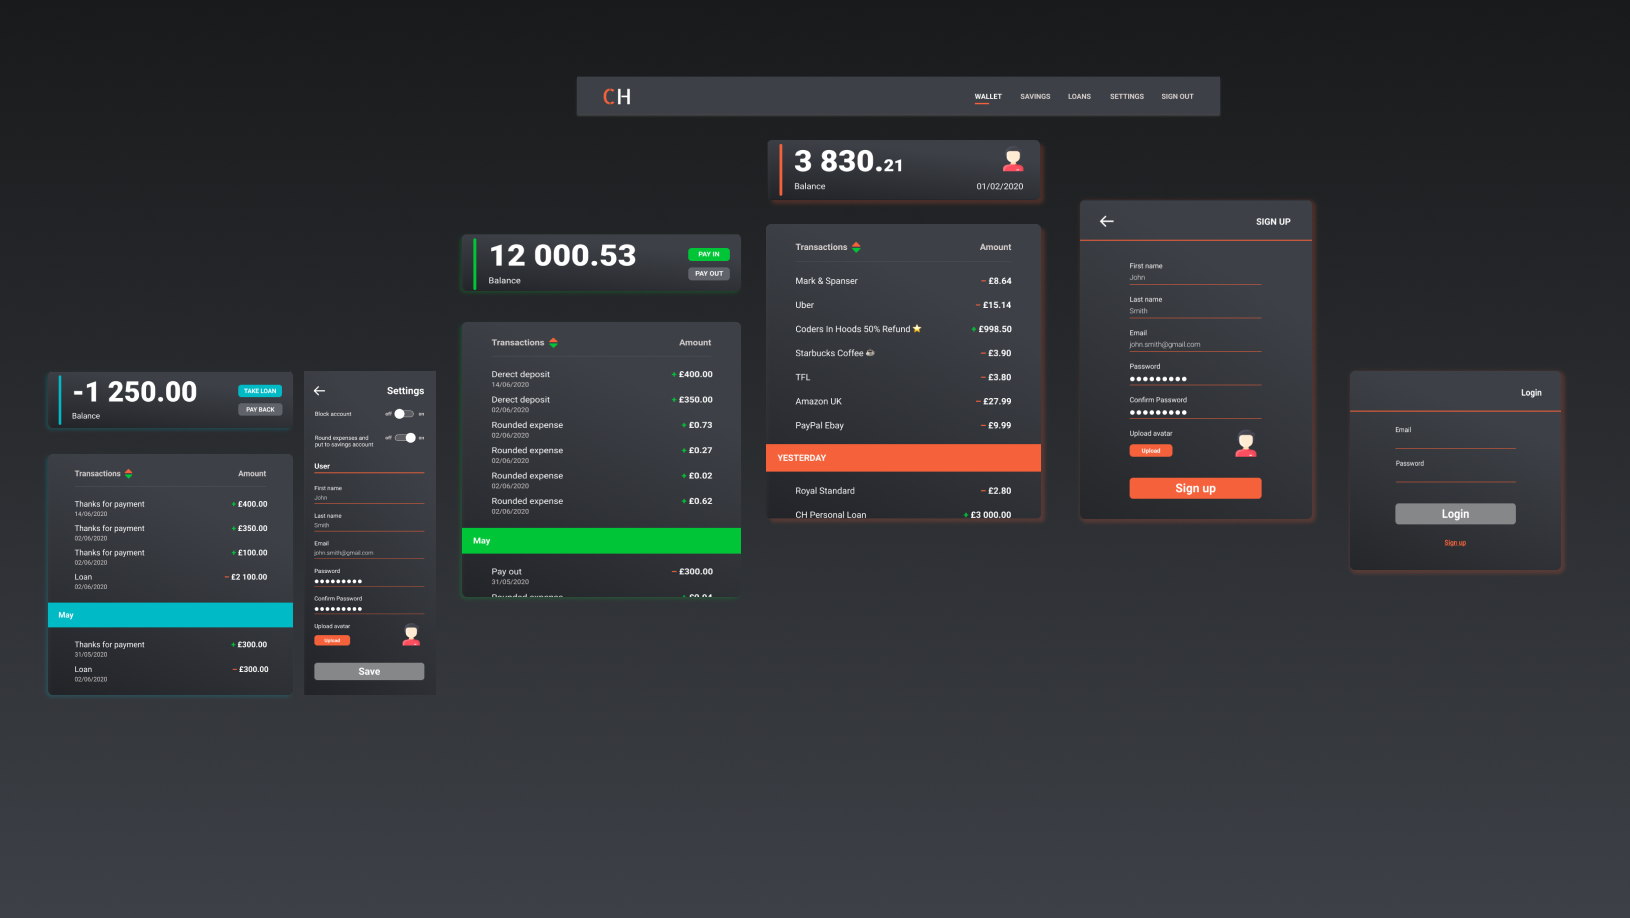 CH
WALLET SAVINGS LOANS SETTINGS SIGN OUT
-1 250.00
Balance
TAKE LOAN
PAY BACK
Transactions Amount
Thanks for payment + £400.00
14/06/2020
Thanks for payment + £350.00
02/06/2020
Thanks for payment + £100.00
02/06/2020
Loan – £2 100.00
02/06/2020
May
Thanks for payment + £300.00
31/05/2020
Loan – £300.00
02/06/2020
Settings
Block account off on
Round expenses and
put to savings account off on
User
First name
John
Last name
Smith
Email
john.smith@gmail.com
Password
●●●●●●●●●
Confirm Password
●●●●●●●●●
Upload avatar
Upload
Save
12 000.53
Balance
PAY IN
PAY OUT
Transactions Amount
Derect deposit + £400.00
14/06/2020
Derect deposit + £350.00
02/06/2020
Rounded expense + £0.73
02/06/2020
Rounded expense + £0.27
02/06/2020
Rounded expense + £0.02
02/06/2020
Rounded expense + £0.62
02/06/2020
May
Pay out – £300.00
31/05/2020
Rounded expense + £0.94
3 830.21
Balance 01/02/2020
Transactions Amount
Mark & Spanser – £8.64
Uber – £15.14
Coders In Hoods 50% Refund ⭐ + £998.50
Starbucks Coffee ☕ – £3.90
TFL – £3.80
Amazon UK – £27.99
PayPal Ebay – £9.99
YESTERDAY
Royal Standard – £2.80
CH Personal Loan + £3 000.00
SIGN UP
First name
John
Last name
Smith
Email
john.smith@gmail.com
Password
●●●●●●●●●
Confirm Password
●●●●●●●●●
Upload avatar
Upload
Sign up
Login
Email
Password
Login
Sign up